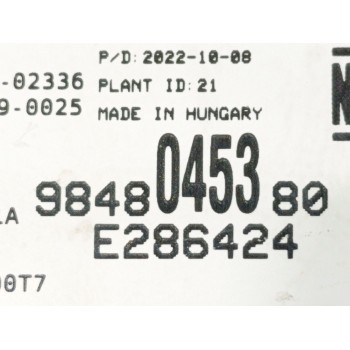 P/D:2022-10-08
-02336 PLANT ID:21
9-0025 MADE IN HUNGARY
9848 0453 80
E286424
0T7